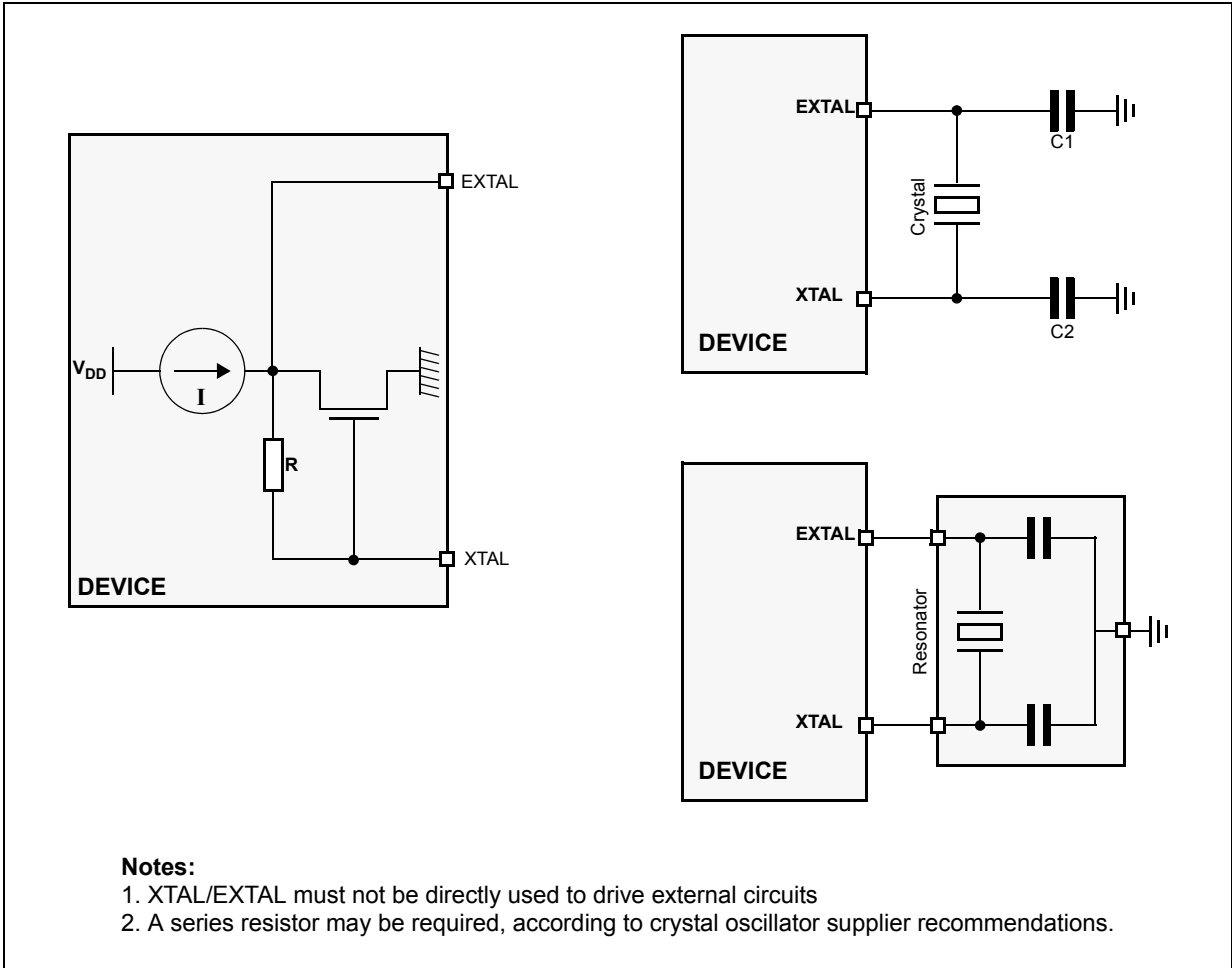 EXTAL
V_DD
I
R
XTAL
DEVICE
EXTAL
C1
Crystal
XTAL
C2
DEVICE
EXTAL
Resonator
XTAL
DEVICE
Notes:
1. XTAL/EXTAL must not be directly used to drive external circuits
2. A series resistor may be required, according to crystal oscillator supplier recommendations.